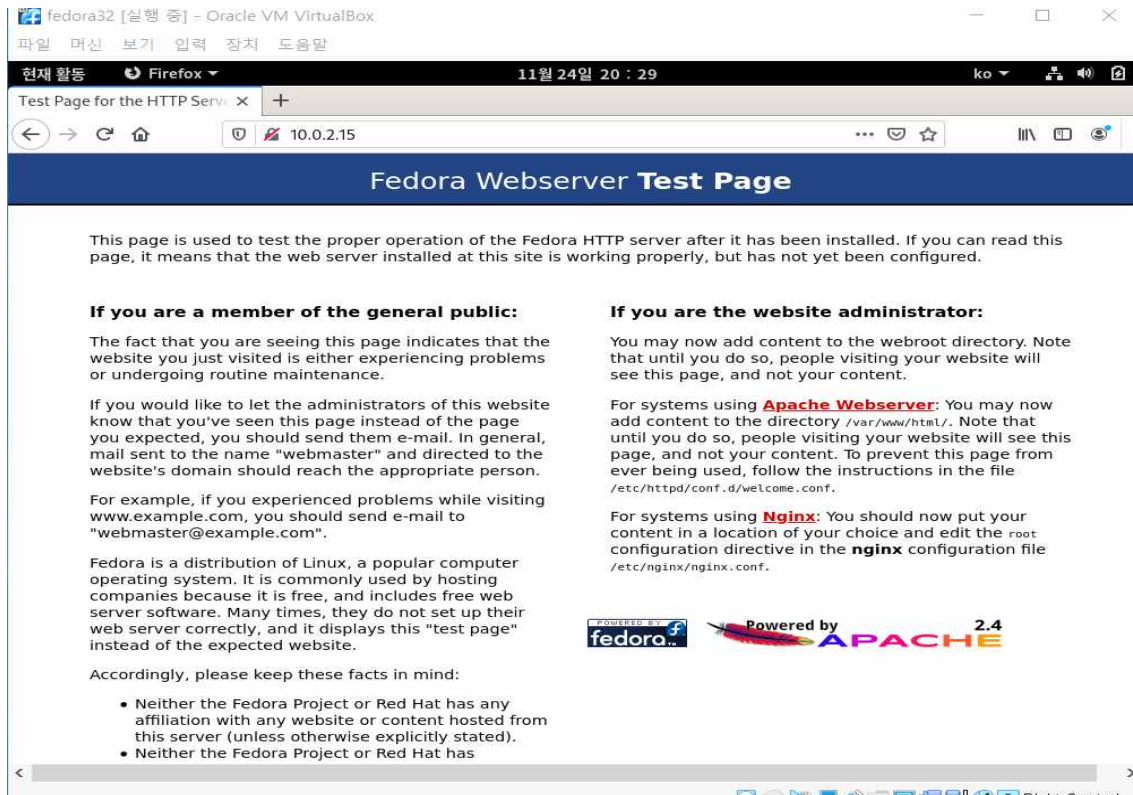 fedora32 [실행 중] - Oracle VM VirtualBox
파일 머신 보기 입력 장치 도움말
현재 활동 Firefox 11월 24일 20 : 29 ko
Test Page for the HTTP Serv
10.0.2.15
Fedora Webserver Test Page
This page is used to test the proper operation of the Fedora HTTP server after it has been installed. If you can read this
page, it means that the web server installed at this site is working properly, but has not yet been configured.
If you are a member of the general public:
The fact that you are seeing this page indicates that the
website you just visited is either experiencing problems
or undergoing routine maintenance.
If you would like to let the administrators of this website
know that you've seen this page instead of the page
you expected, you should send them e-mail. In general,
mail sent to the name "webmaster" and directed to the
website's domain should reach the appropriate person.
For example, if you experienced problems while visiting
www.example.com, you should send e-mail to
"webmaster@example.com".
Fedora is a distribution of Linux, a popular computer
operating system. It is commonly used by hosting
companies because it is free, and includes free web
server software. Many times, they do not set up their
web server correctly, and it displays this "test page"
instead of the expected website.
Accordingly, please keep these facts in mind:
• Neither the Fedora Project or Red Hat has any
affiliation with any website or content hosted from
this server (unless otherwise explicitly stated).
• Neither the Fedora Project or Red Hat has
If you are the website administrator:
You may now add content to the webroot directory. Note
that until you do so, people visiting your website will
see this page, and not your content.
For systems using Apache Webserver: You may now
add content to the directory /var/www/html/. Note that
until you do so, people visiting your website will see this
page, and not your content. To prevent this page from
ever being used, follow the instructions in the file
/etc/httpd/conf.d/welcome.conf.
For systems using Nginx: You should now put your
content in a location of your choice and edit the root
configuration directive in the nginx configuration file
/etc/nginx/nginx.conf.
POWERED BY
fedora
Powered by 2.4
APACHE